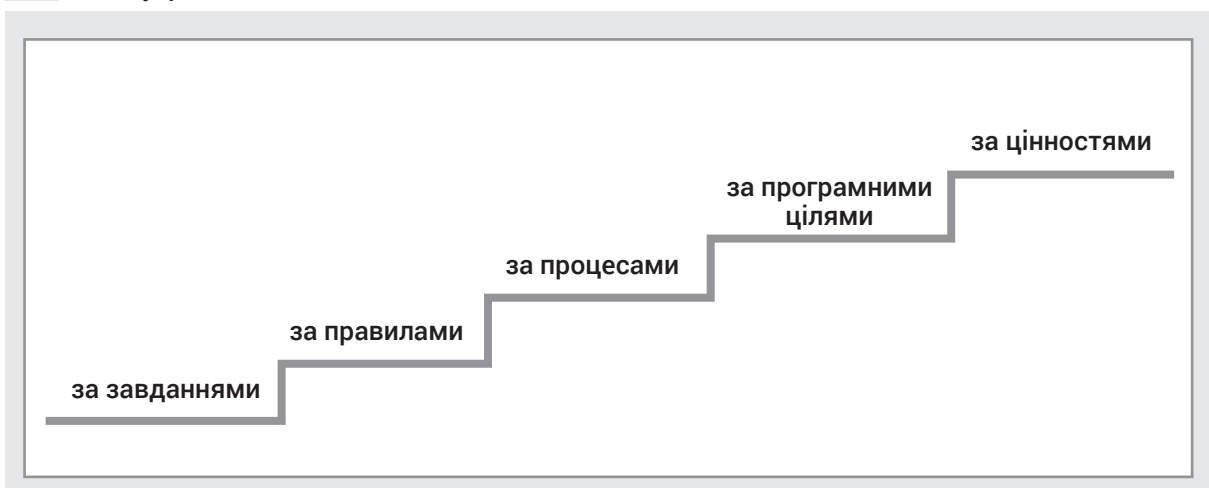 за цінностями
за програмними
цілями
за процесами
за правилами
за завданнями